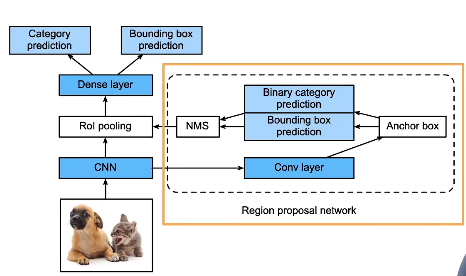 Category
prediction
Bounding box
prediction
Dense layer
Binary category
prediction
Bounding box
prediction
RoI pooling
NMS
Anchor box
CNN
Conv layer
Region proposal network